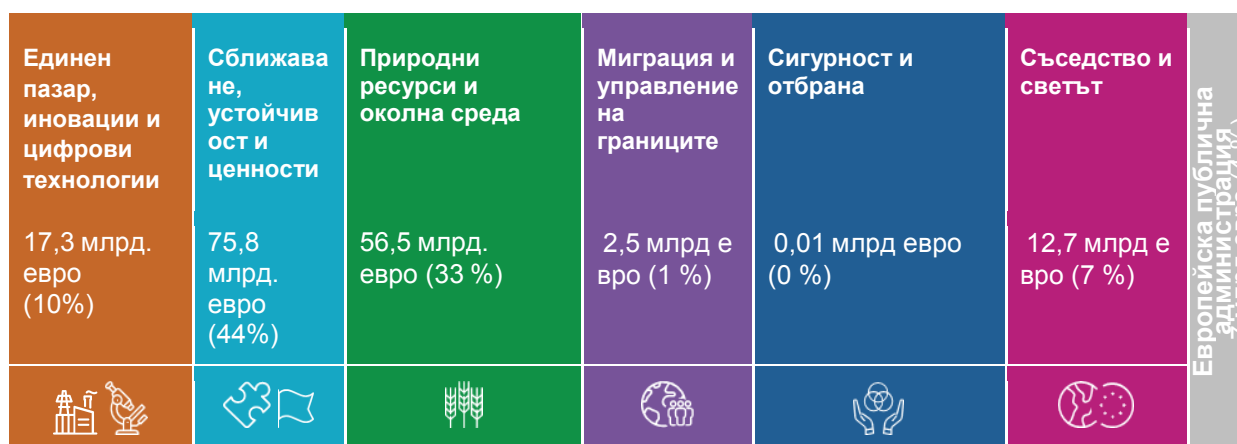 Единен
пазар,
иновации и
цифрови
технологии
17,3 млрд.
евро
(10%)
Сближава
не,
устойчив
ост и
ценности
75,8
млрд.
евро
(44%)
Природни
ресурси и
околна среда
56,5 млрд.
евро (33 %)
Миграция и
управление
на
границите
2,5 млрд е
вро (1 %)
Сигурност и
отбрана
0,01 млрд евро
(0 %)
Съседство и
светът
12,7 млрд е
вро (7 %)
Европейска публична
администрация